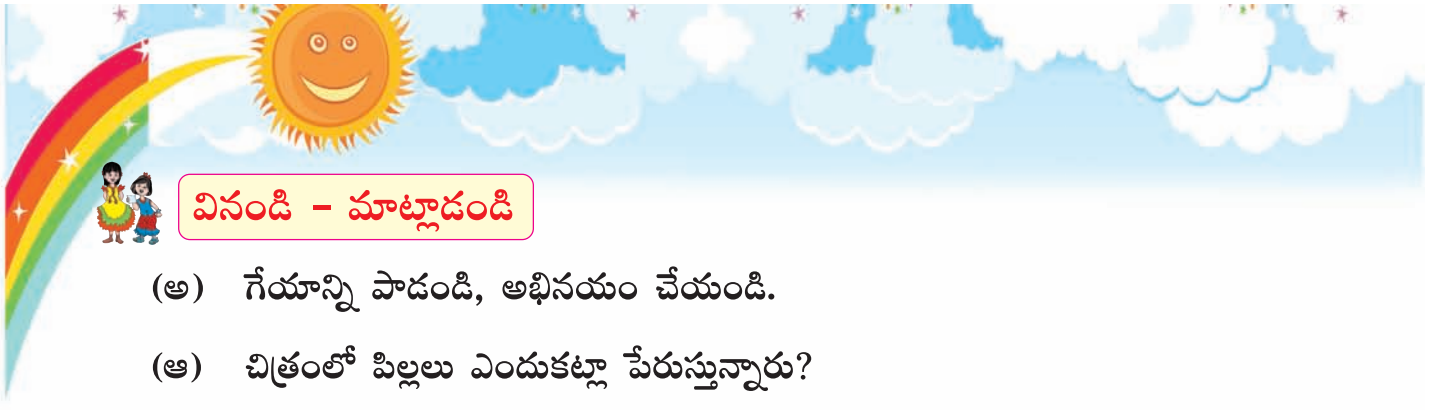 వినండి - మాట్లాడండి
(అ) గేయాన్ని పాడండి, అభినయం చేయండి.
(ఆ) చిత్రంలో పిల్లలు ఎందుకట్లా పేరుస్తున్నారు?